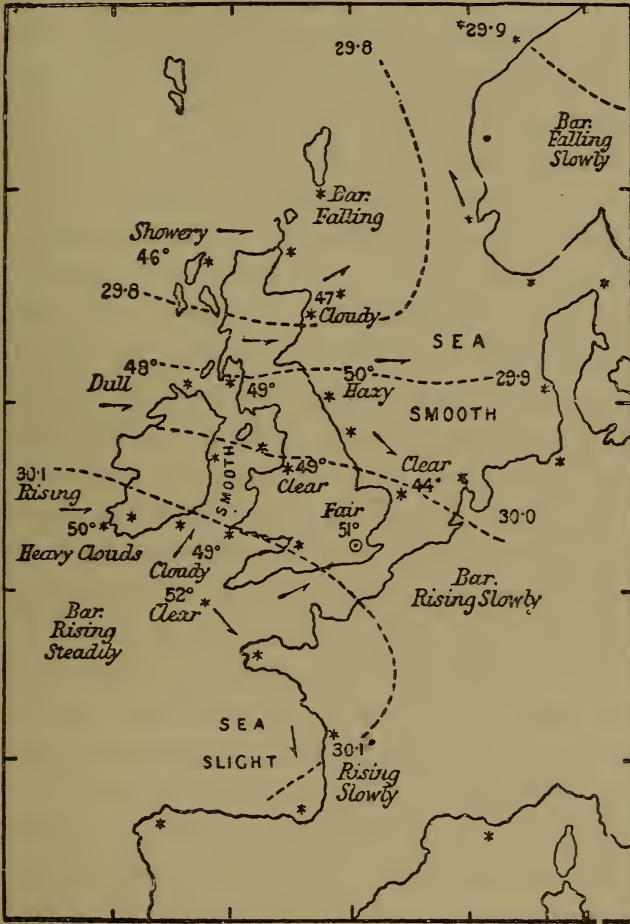 29.9
29.8
Bar.
Falling
Slowly
Bar.
Falling
Showery
46°
29.8
47°
Cloudy
SEA
48°
50°
29.9
Dull
49°
Haxy
SMOOTH
30.1
Rising
SMOOTH
49°
Clear
Clear
44°
50°
Heavy Clouds
Fair
51°
30.0
49°
Cloudy
52°
Clear
Bar.
Rising Slowly
Bar.
Rising
Steadily
SEA
SLIGHT
30.1
Rising
Slowly